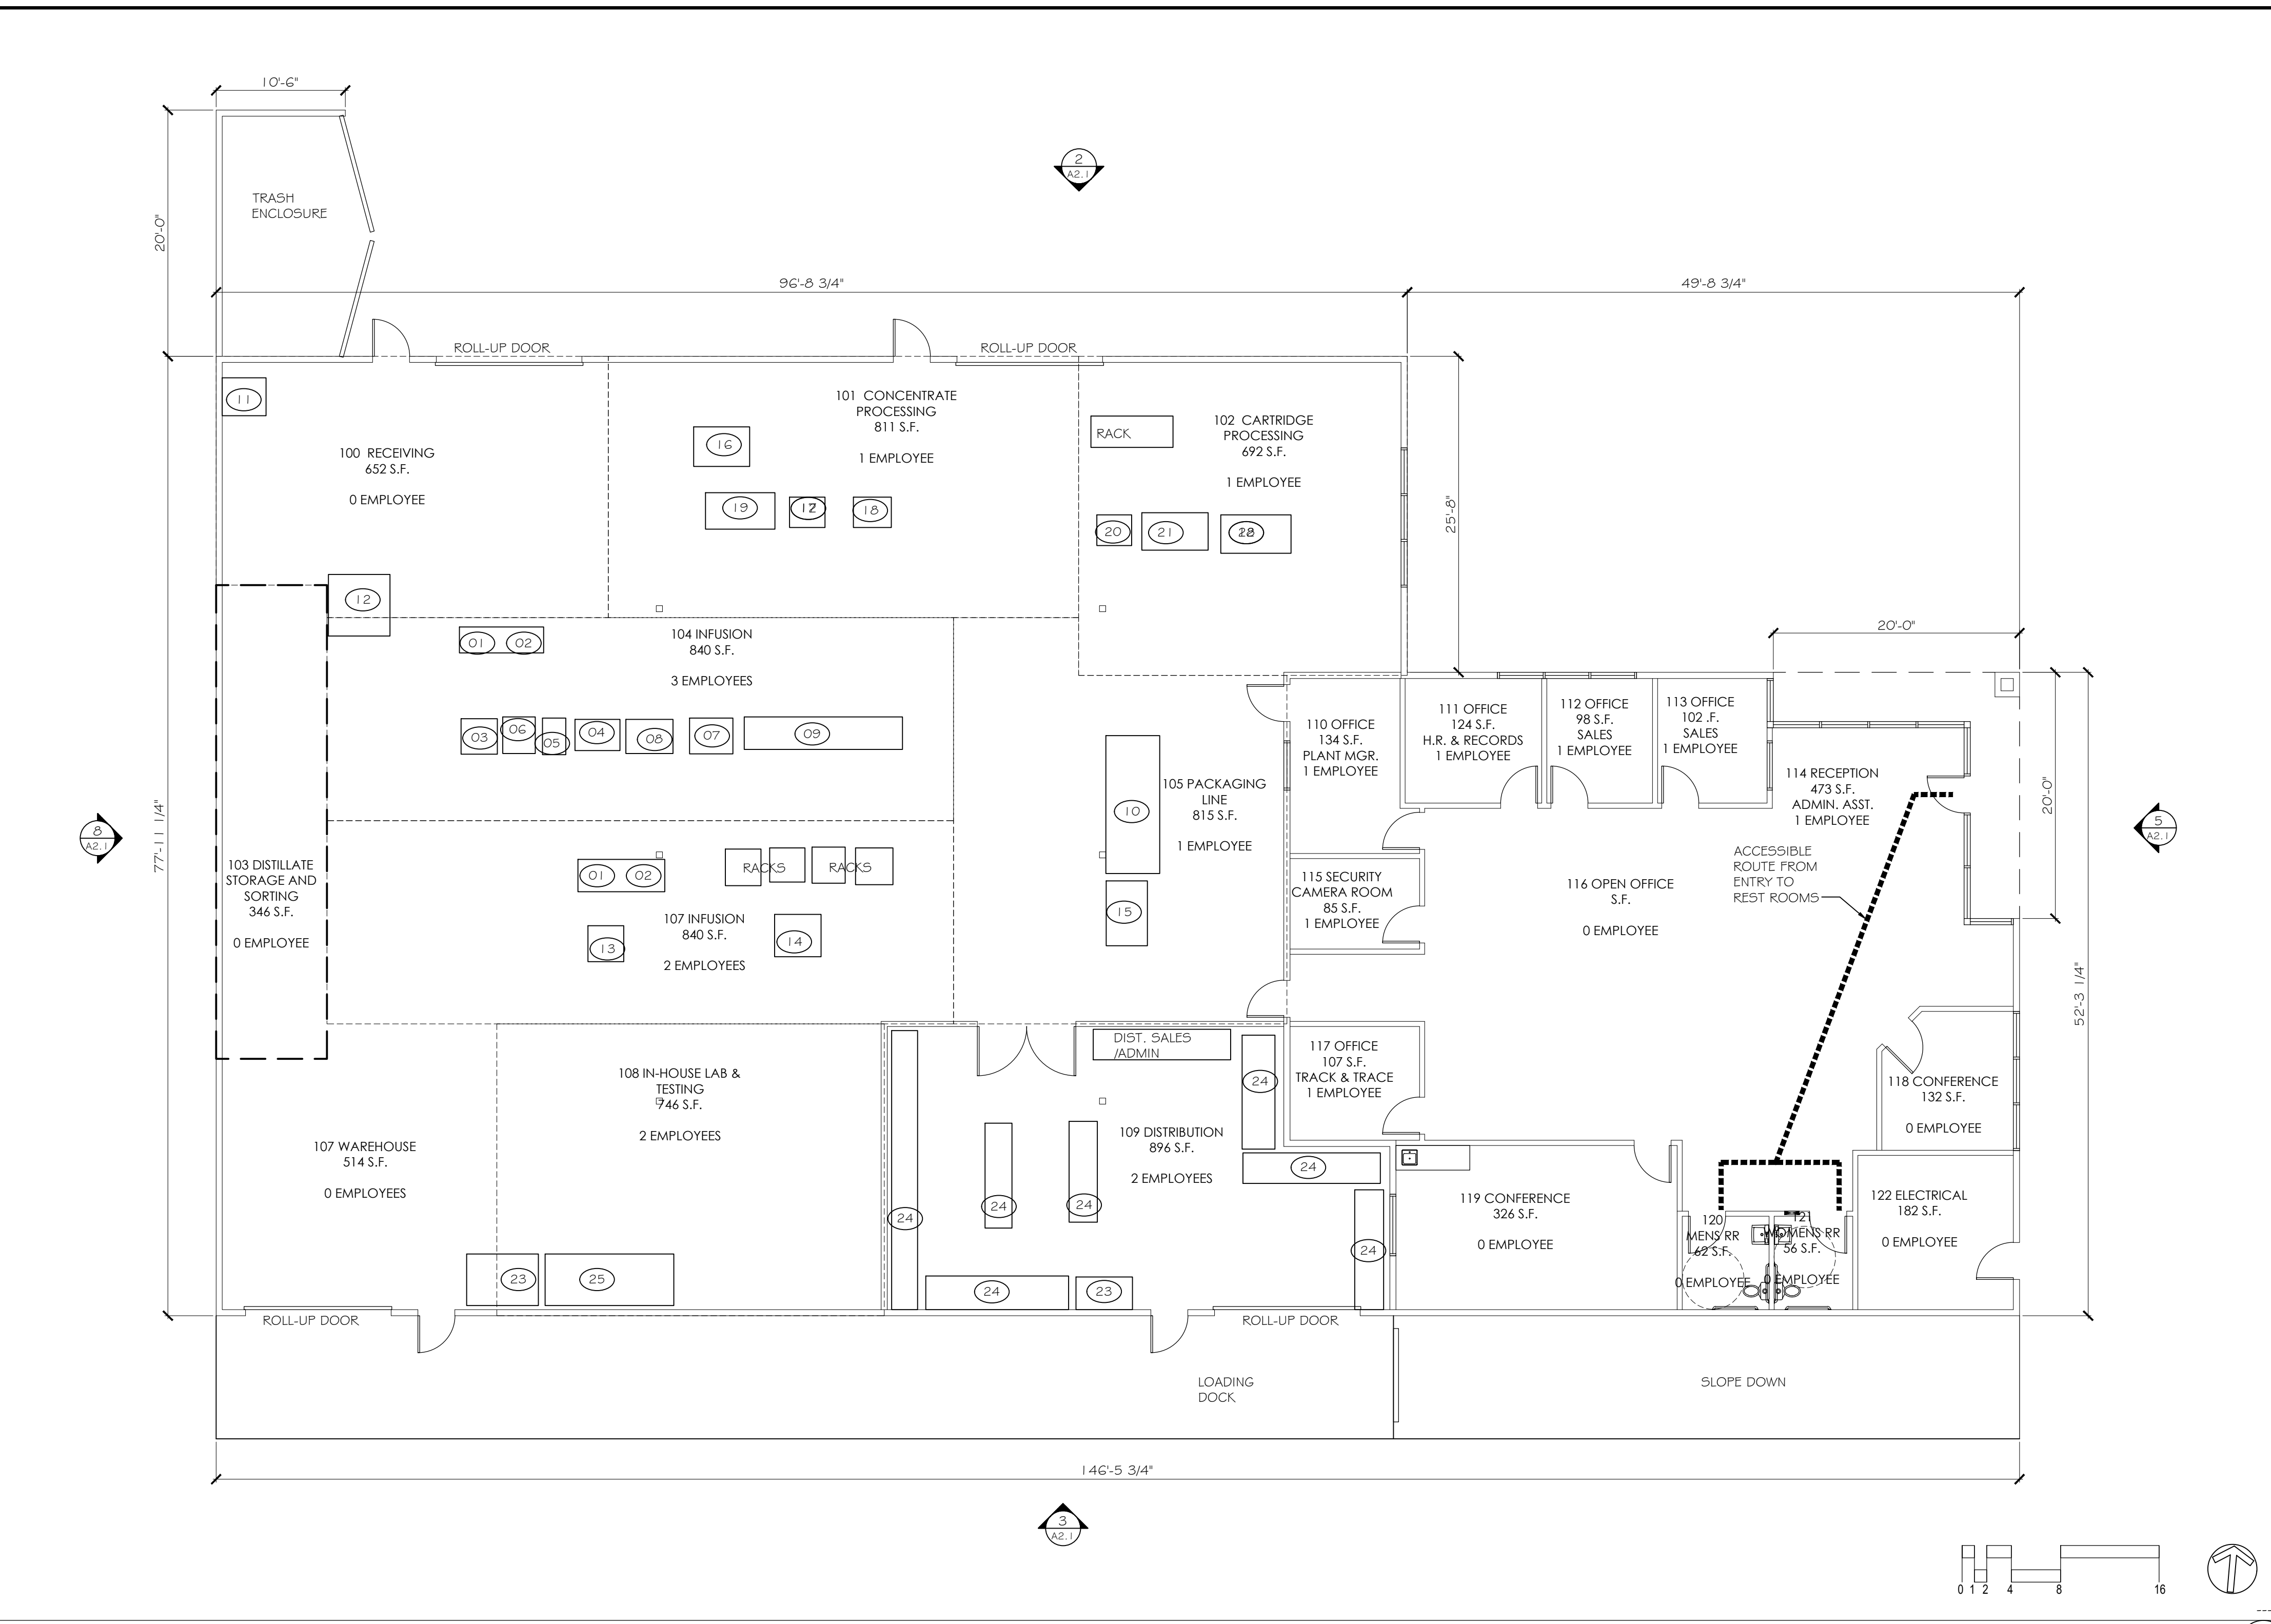 10'-6"
2
A2.1
TRASH
ENCLOSURE
20'-0"
96'-8 3/4"
49'-8 3/4"
ROLL-UP DOOR
ROLL-UP DOOR
11
100 RECEIVING
652 S.F.
0 EMPLOYEE
101 CONCENTRATE
PROCESSING
811 S.F.
1 EMPLOYEE
16
19
18
RACK
102 CARTRIDGE
PROCESSING
692 S.F.
1 EMPLOYEE
20
21
25'-8"
12
01
02
104 INFUSION
840 S.F.
3 EMPLOYEES
20'-0"
03
06
05
04
08
07
09
110 OFFICE
134 S.F.
PLANT MGR.
1 EMPLOYEE
111 OFFICE
124 S.F.
H.R. & RECORDS
1 EMPLOYEE
112 OFFICE
98 S.F.
SALES
1 EMPLOYEE
113 OFFICE
102 .F.
SALES
1 EMPLOYEE
114 RECEPTION
473 S.F.
ADMIN. ASST.
1 EMPLOYEE
20'-0"
105 PACKAGING
LINE
815 S.F.
1 EMPLOYEE
10
15
8
A2.1
77'-11 1/4"
5
A2.1
103 DISTILLATE
STORAGE AND
SORTING
346 S.F.
0 EMPLOYEE
01
02
RACKS
RACKS
107 INFUSION
840 S.F.
2 EMPLOYEES
13
14
115 SECURITY
CAMERA ROOM
85 S.F.
1 EMPLOYEE
116 OPEN OFFICE
S.F.
0 EMPLOYEE
ACCESSIBLE
ROUTE FROM
ENTRY TO
REST ROOMS
52'-3 1/4"
DIST. SALES
/ADMIN
108 IN-HOUSE LAB &
TESTING
746 S.F.
2 EMPLOYEES
24
117 OFFICE
107 S.F.
TRACK & TRACE
1 EMPLOYEE
118 CONFERENCE
132 S.F.
0 EMPLOYEE
107 WAREHOUSE
514 S.F.
0 EMPLOYEES
109 DISTRIBUTION
896 S.F.
2 EMPLOYEES
24
24
24
24
24
24
23
25
23
119 CONFERENCE
326 S.F.
0 EMPLOYEE
120
MENS RR
62 S.F.
0 EMPLOYEE
121
WOMENS RR
56 S.F.
0 EMPLOYEE
122 ELECTRICAL
182 S.F.
0 EMPLOYEE
ROLL-UP DOOR
ROLL-UP DOOR
LOADING
DOCK
SLOPE DOWN
146'-5 3/4"
3
A2.1
0 1 2 4 8 16